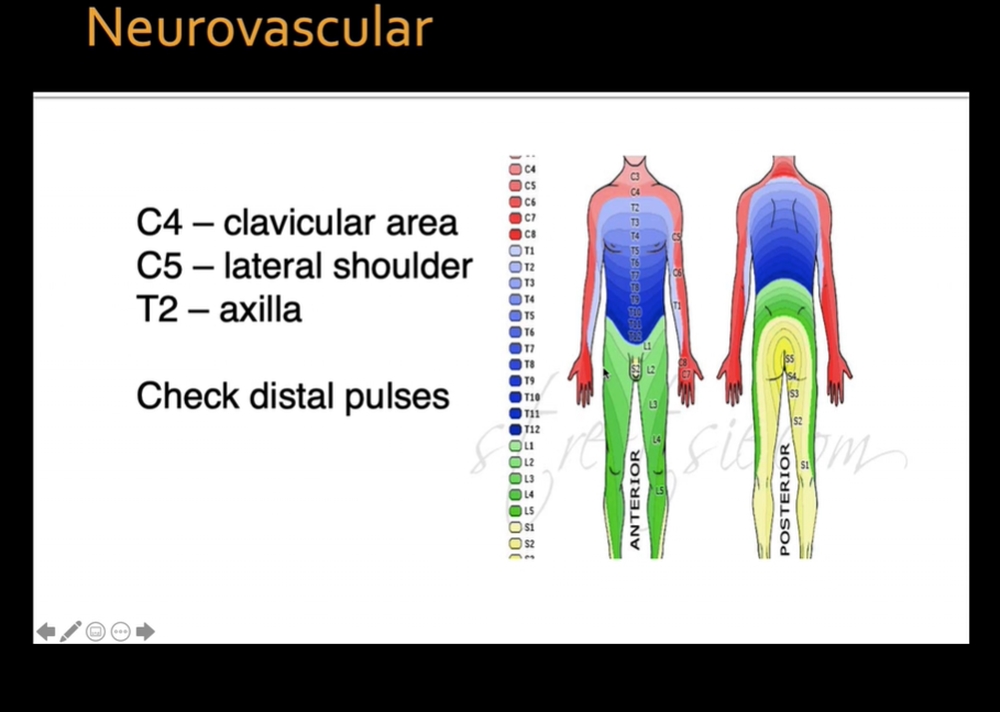 Neurovascular
C4 – clavicular area
C5 – lateral shoulder
T2 – axilla
Check distal pulses
C4
C5
C6
C7
C8
T1
T2
T3
T4
T5
T6
T7
T8
T9
T10
T11
T12
L1
L2
L3
L4
L5
S1
S2
C3
C4
T2
T3
T4
T5
T6
T7
T8
T9
T10
T11
T12
C5
C6
T1
C8
C7
L1
S2
L2
L3
L4
L5
ANTERIOR
S5
S4
S3
S2
S1
POSTERIOR